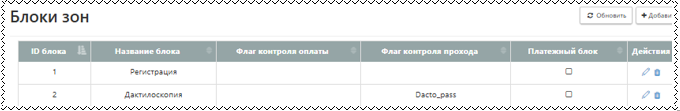 Блоки зон
Обновить
Добави
ID блока Название блока Флаг контроля оплаты Флаг контроля прохода Платежный блок Действия
1 Регистрация
2 Дактилоскопия Dacto_pass